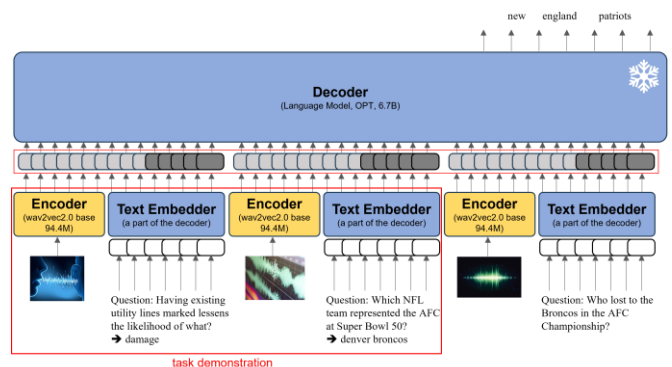 new england patriots
Decoder
(Language Model, OPT, 6.7B)
Encoder
(wav2vec2.0 base
94.4M)
Text Embedder
(a part of the decoder)
Encoder
(wav2vec2.0 base
94.4M)
Text Embedder
(a part of the decoder)
Encoder
(wav2vec2.0 base
94.4M)
Text Embedder
(a part of the decoder)
Question: Having existing
utility lines marked lessens
the likelihood of what?
➔ damage
Question: Which NFL
team represented the AFC
at Super Bowl 50?
➔ denver broncos
Question: Who lost to the
Broncos in the AFC
Championship?
task demonstration